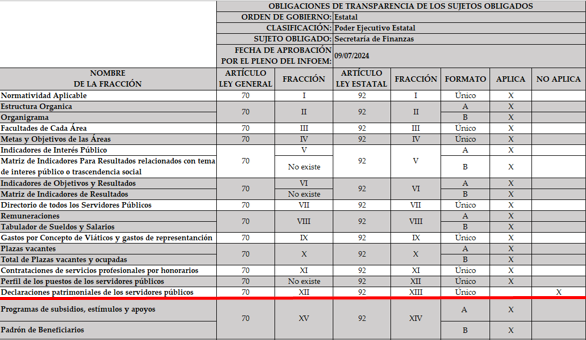 OBLIGACIONES DE TRANSPARENCIA DE LOS SUJETOS OBLIGADOS
ORDEN DE GOBIERNO: Estatal
CLASIFICACIÓN: Poder Ejecutivo Estatal
SUJETO OBLIGADO: Secretaría de Finanzas
FECHA DE APROBACIÓN
POR EL PLENO DEL INFOEM: 09/07/2024
NOMBRE DE LA FRACCIÓN ARTÍCULO LEY GENERAL FRACCIÓN ARTÍCULO LEY ESTATAL FRACCIÓN FORMATO APLICA NO APLICA
Normatividad Aplicable 70 I 92 I Único X
Estructura Organica 70 II 92 II A X
Organigrama B X
Facultades de Cada Área 70 III 92 III Único X
Metas y Objetivos de las Áreas 70 IV 92 IV Único X
Indicadores de Interés Público 70 V 92 V A X
Matriz de Indicadores Para Resultados relacionados con tema
de interes público o trascendencia social No existe B X
Indicadores de Objetivos y Resultados 70 VI 92 VI A X
Matriz de Indicadores de Resultados No existe B X
Directorio de todos los Servidores Públicos 70 VII 92 VII Único X
Remuneraciones 70 VIII 92 VIII A X
Tabulador de Sueldos y Salarios B X
Gastos por Concepto de Viáticos y gastos de representanción 70 IX 92 IX Único X
Plazas vacantes 70 X 92 X A X
Total de Plazas vacantes y ocupadas B X
Contrataciones de servicios profesionales por honorarios 70 XI 92 XI Único X
Perfil de los puestos de los servidores públicos No existe 92 XII Único X
Declaraciones patrimoniales de los servidores públicos 70 XII 92 XIII Único X
Programas de subsidios, estímulos y apoyos 70 XV 92 XIV A X
Padrón de Beneficiarios B X